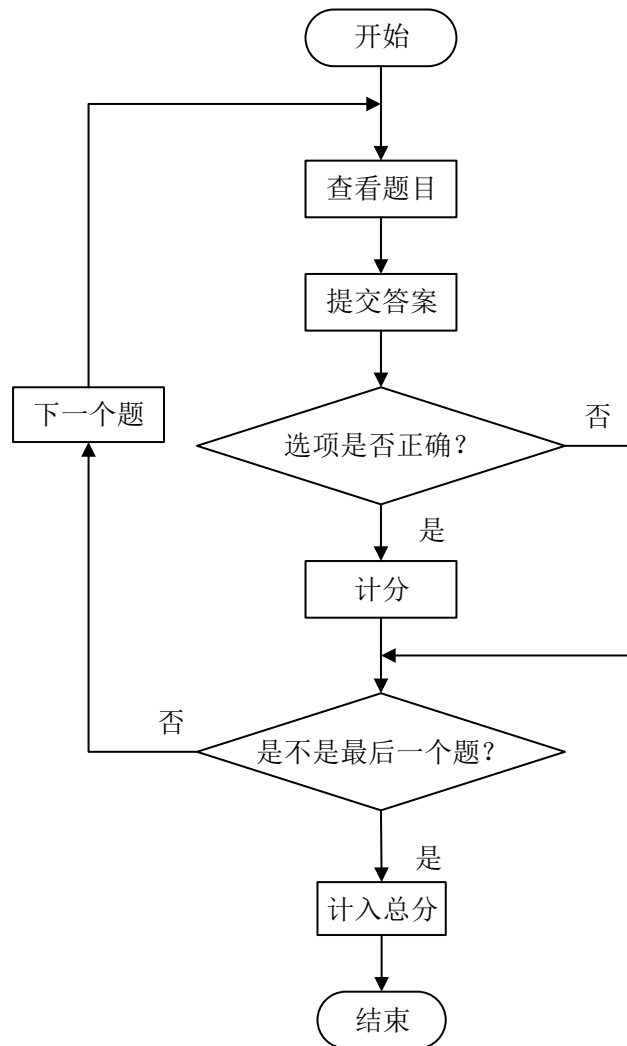 开始
查看题目
提交答案
下一个题
选项是否正确？
否
是
计分
否
是不是最后一个题？
是
计入总分
结束